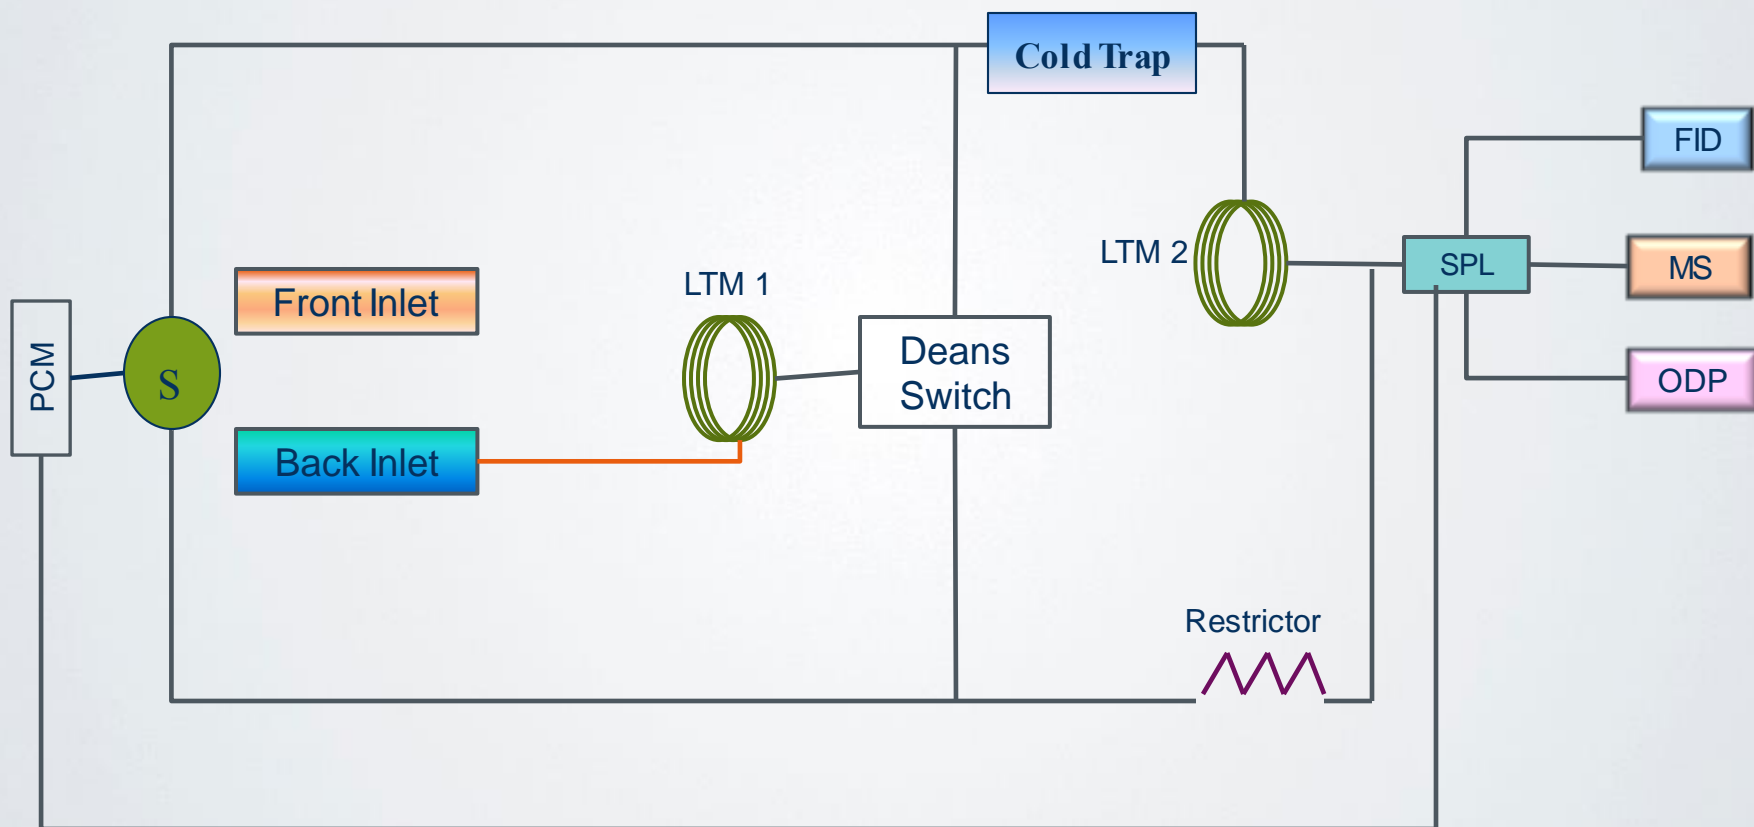 Cold Trap
FID
LTM 2
SPL
MS
LTM 1
Front Inlet
Deans
Switch
PCM
S
ODP
Back Inlet
Restrictor